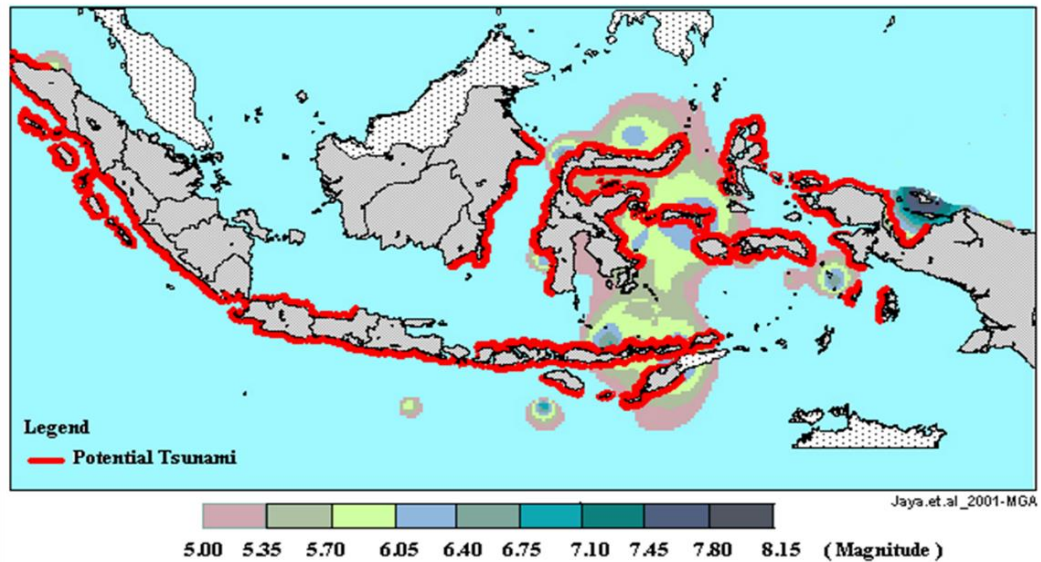 Legend
Potential Tsunami
Jaya.et.al_2001-MGA
5.00 5.35 5.70 6.05 6.40 6.75 7.10 7.45 7.80 8.15 ( Magnitude )